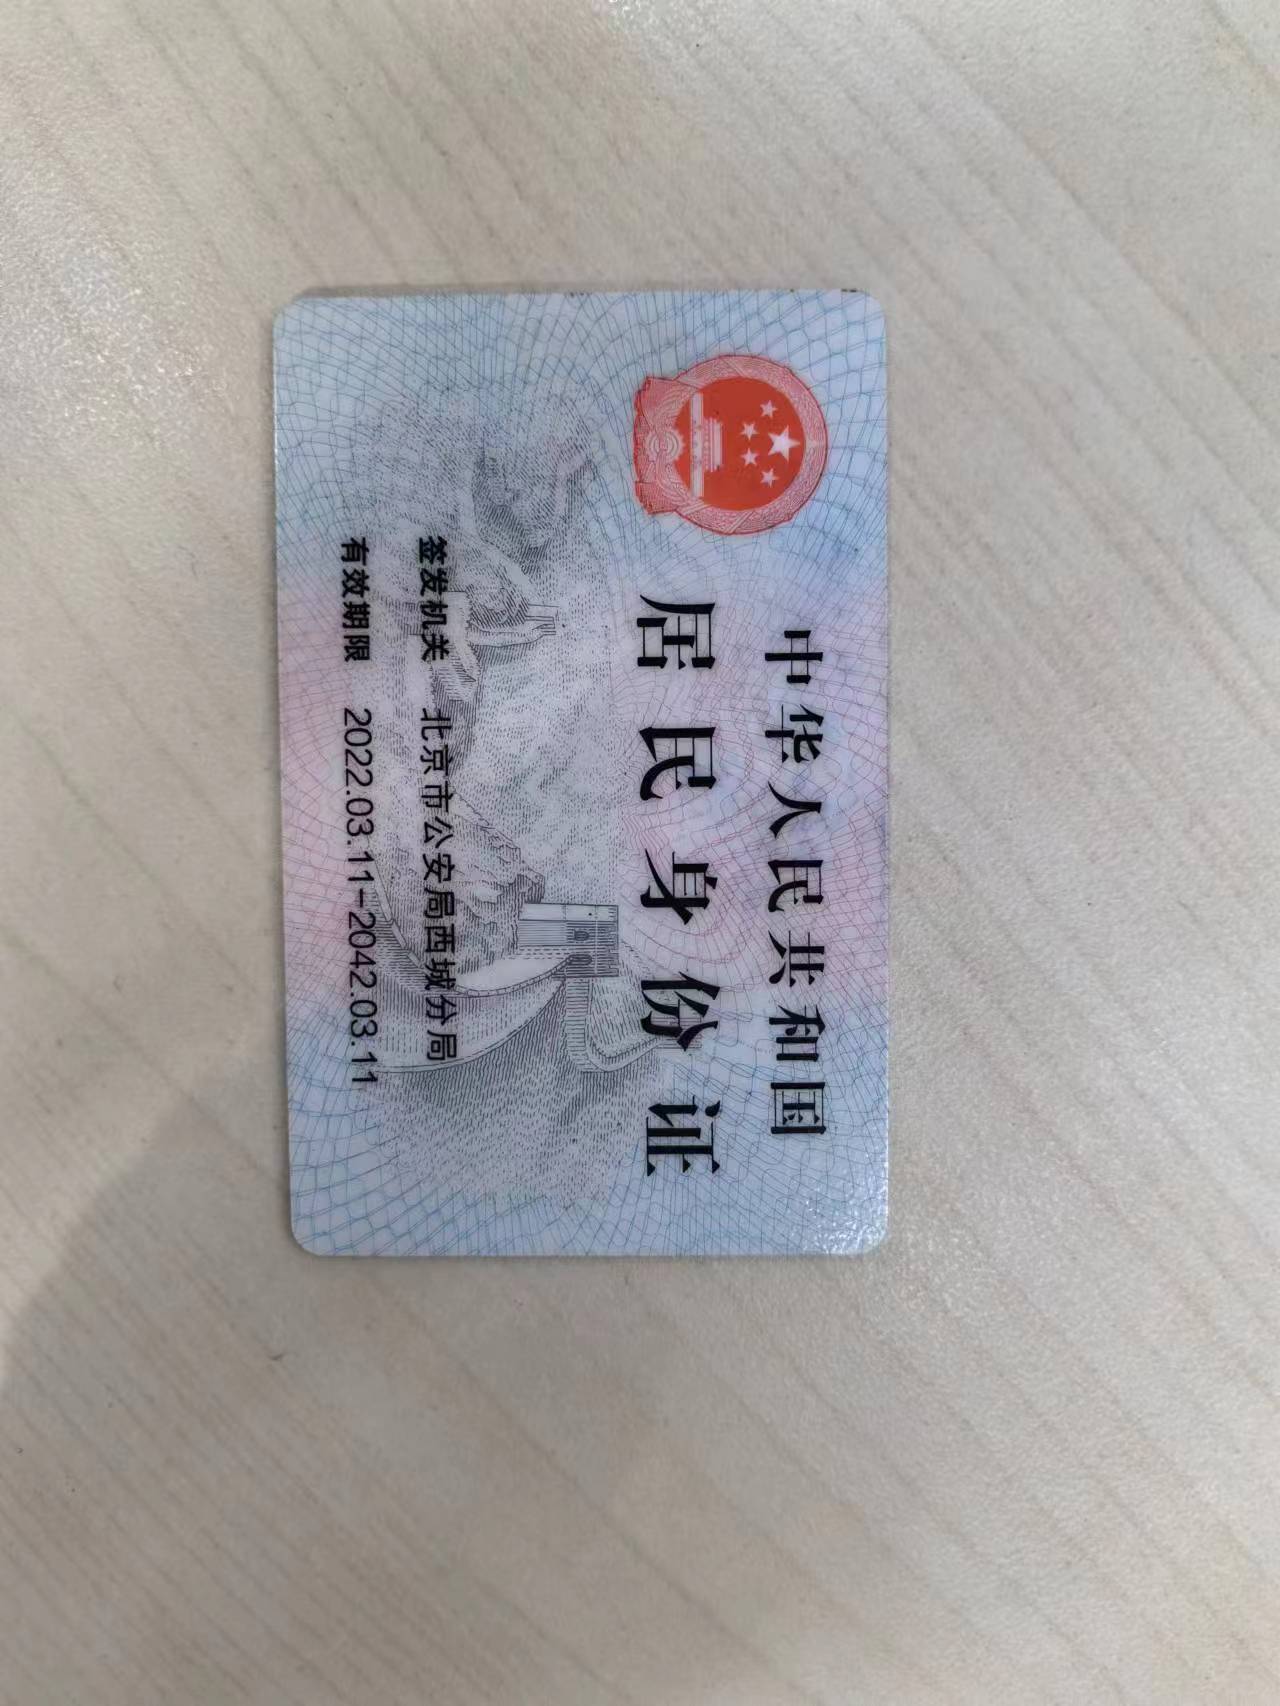 中华人民共和国
居民身份证
签发机关 北京市公安局西城分局
有效期限 2022.03.11-2042.03.11